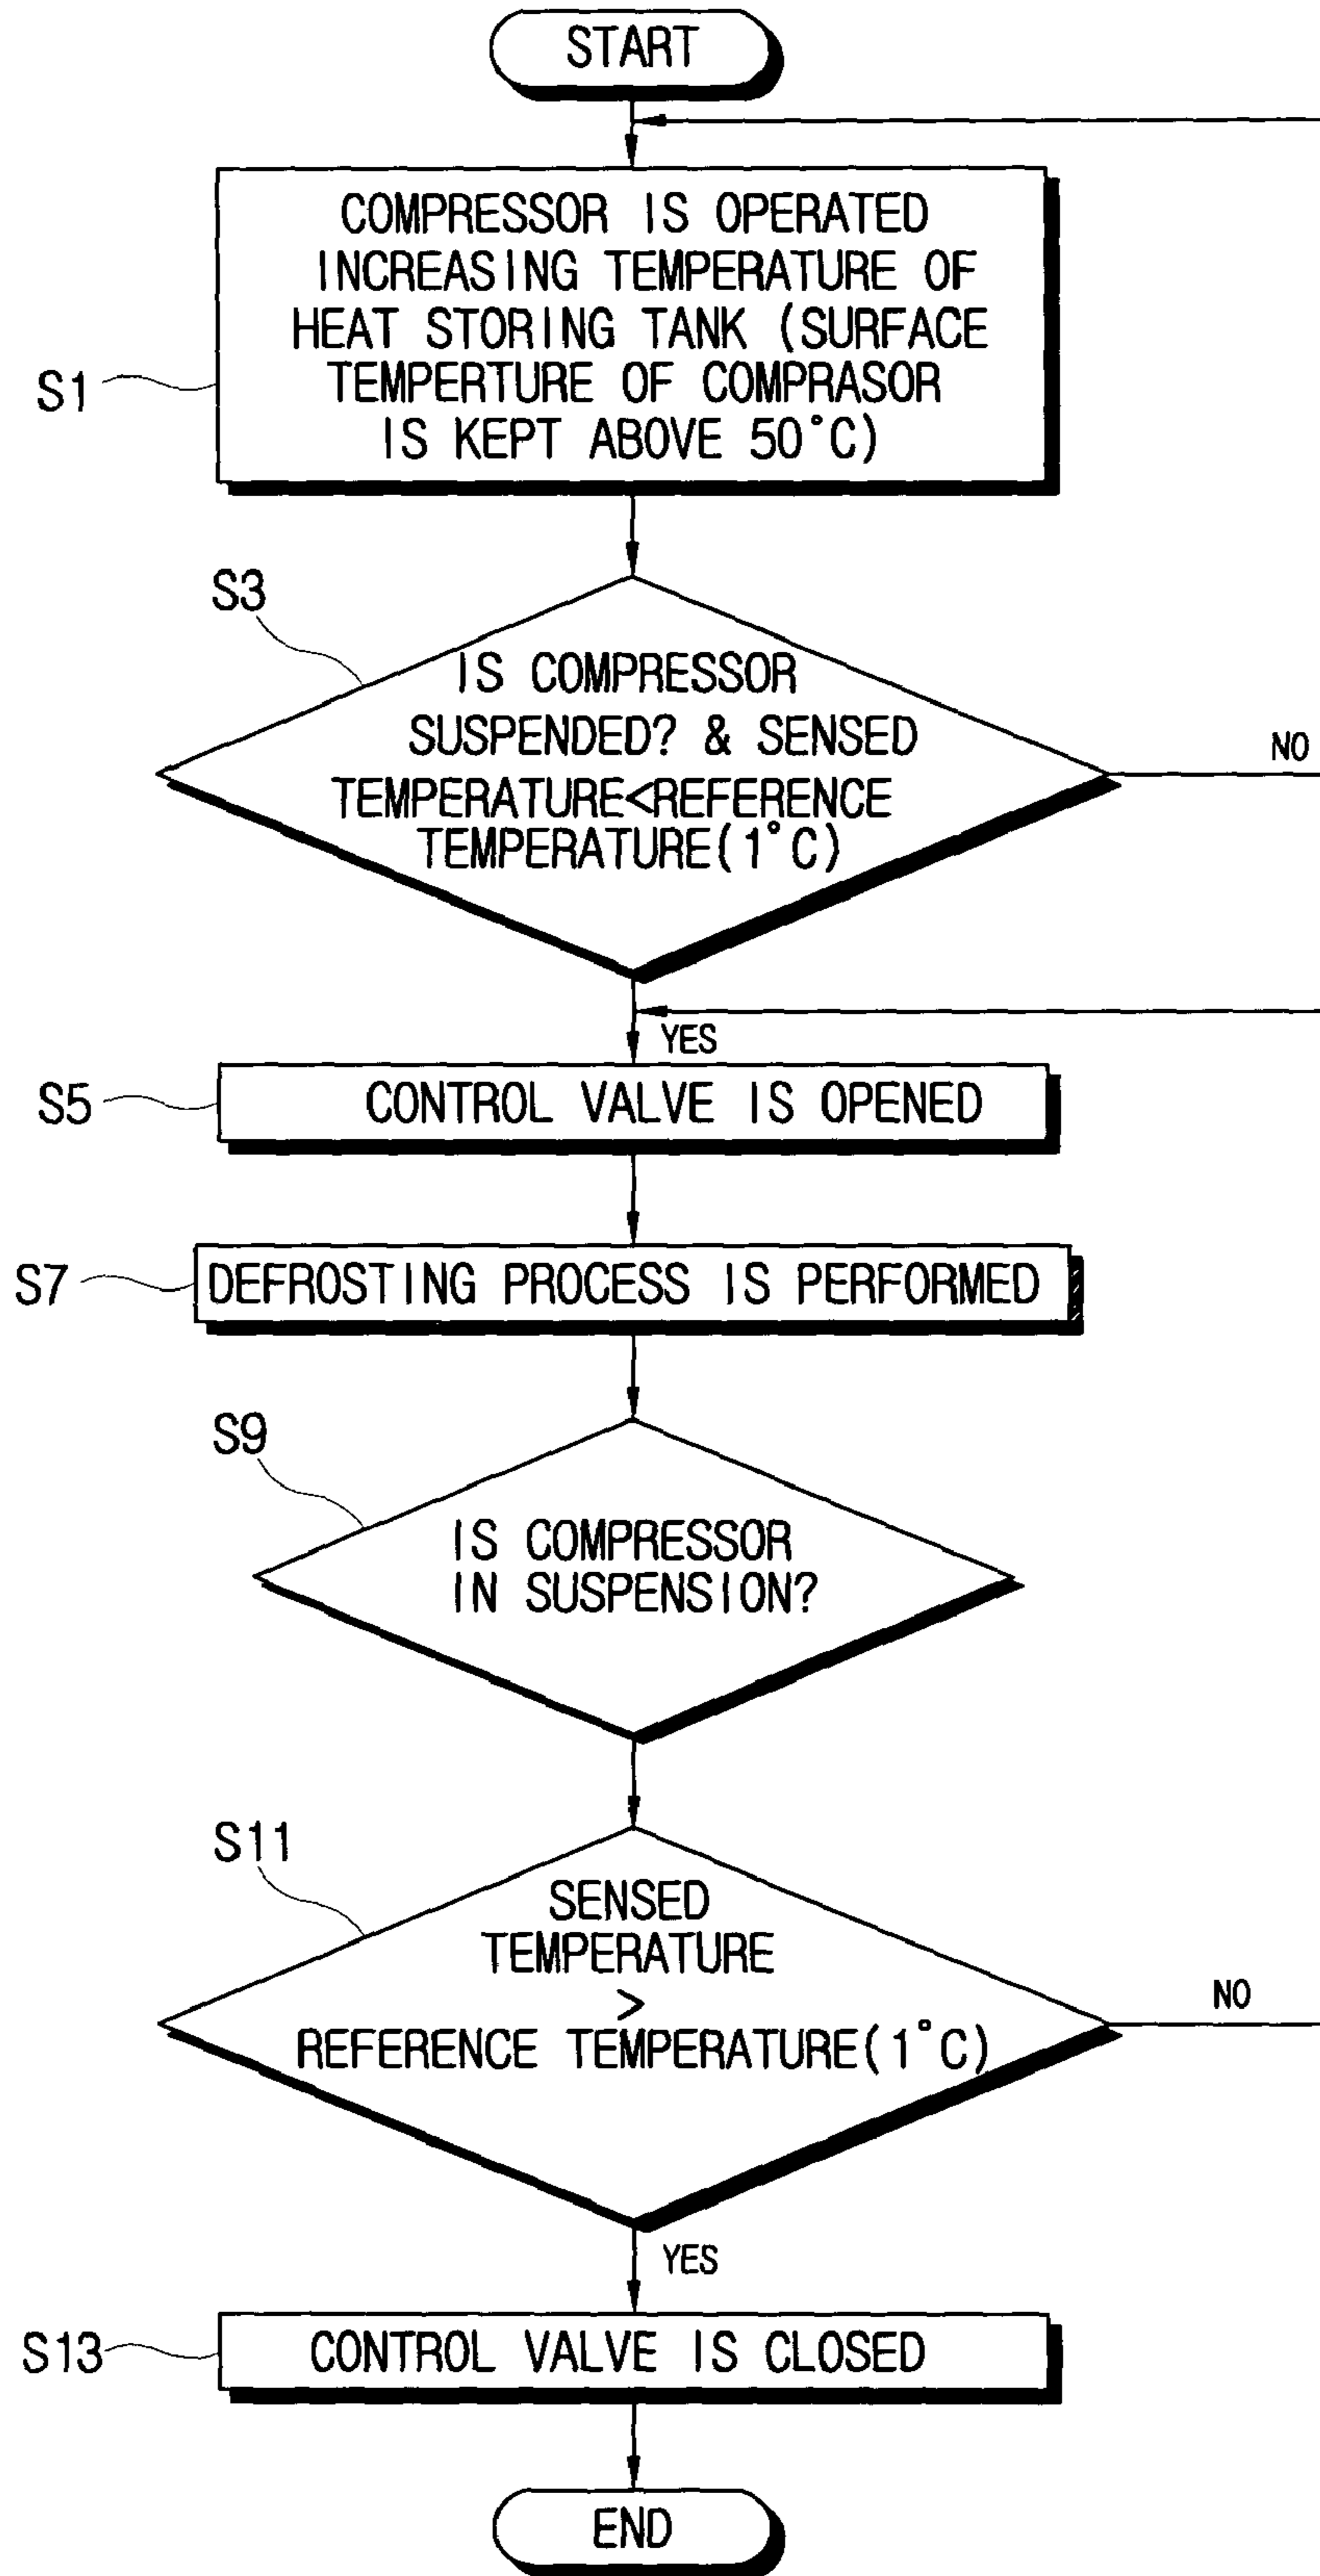 START
COMPRESSOR IS OPERATED
INCREASING TEMPERATURE OF
HEAT STORING TANK (SURFACE
TEMPERTURE OF COMPRASOR
IS KEPT ABOVE 50°C)
S1
S3
IS COMPRESSOR
SUSPENDED? & SENSED
TEMPERATURE<REFERENCE
TEMPERATURE(1°C)
NO
YES
S5
CONTROL VALVE IS OPENED
S7
DEFROSTING PROCESS IS PERFORMED
S9
IS COMPRESSOR
IN SUSPENSION?
S11
SENSED
TEMPERATURE
>
REFERENCE TEMPERATURE(1°C)
NO
YES
S13
CONTROL VALVE IS CLOSED
END